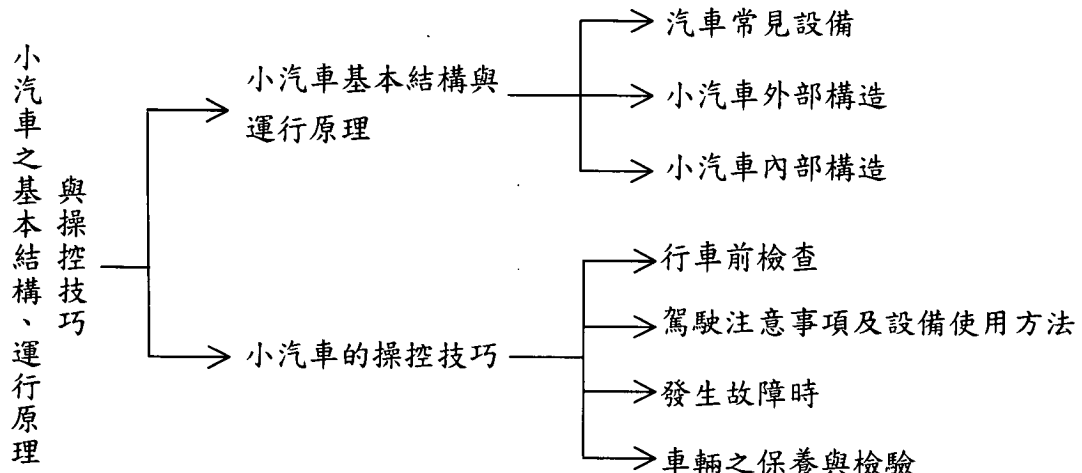 小汽車之基本結構、運行原理
與操控技巧
小汽車基本結構與
運行原理
汽車常見設備
小汽車外部構造
小汽車內部構造
小汽車的操控技巧
行車前檢查
駕駛注意事項及設備使用方法
發生故障時
車輛之保養與檢驗